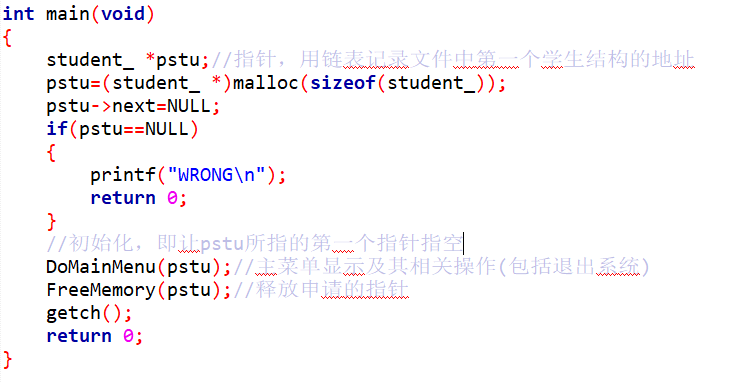 int main(void)
{
    student_ *pstu;//指针，用链表记录文件中第一个学生结构的地址
    pstu=(student_ *)malloc(sizeof(student_));
    pstu->next=NULL;
    if(pstu==NULL)
    {
        printf("WRONG\n");
        return 0;
    }
    //初始化，即让pstu所指的第一个指针指空
    DoMainMenu(pstu);//主菜单显示及其相关操作(包括退出系统)
    FreeMemory(pstu);//释放申请的指针
    getch();
    return 0;
}